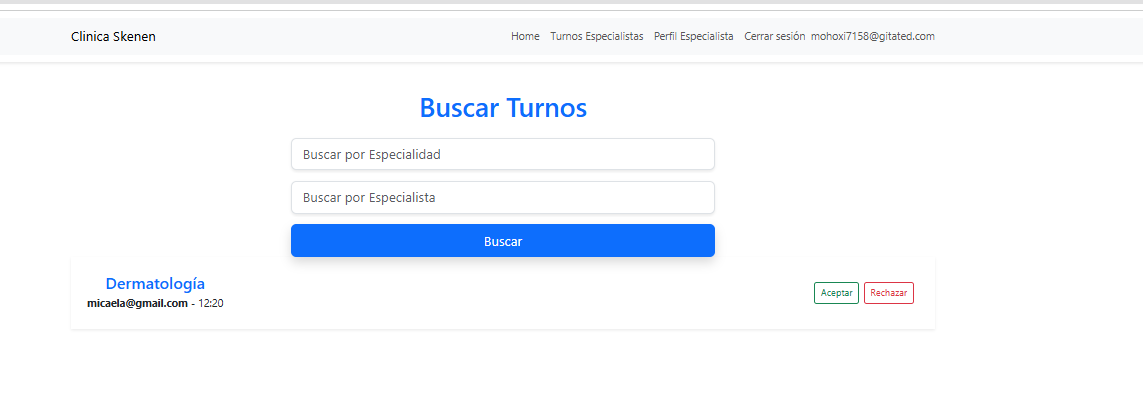 Clinica Skenen
Home Turnos Especialistas Perfil Especialista Cerrar sesión mohoxi7158@gitated.com
Buscar Turnos
Buscar por Especialidad
Buscar por Especialista
Buscar
Dermatología
micaela@gmail.com - 12:20
Aceptar Rechazar